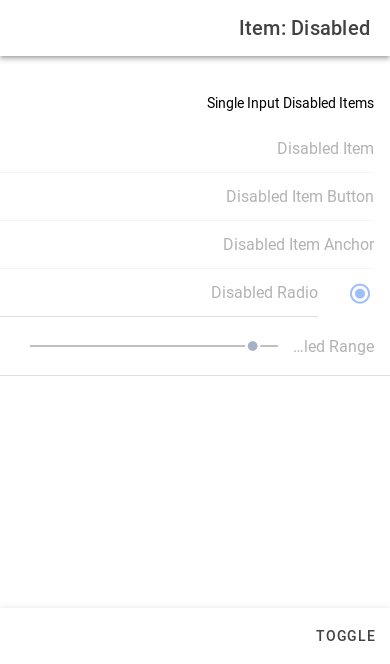 Item: Disabled
Single Input Disabled Items
Disabled Item
Disabled Item Button
Disabled Item Anchor
Disabled Radio
...led Range
TOGGLE